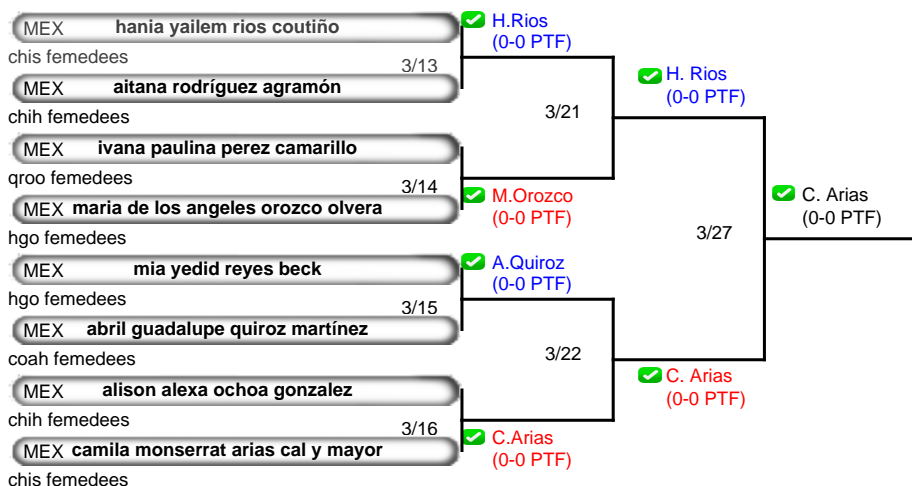 MEX hania yailem rios coutiño
chis femedees
3/13
MEX aitana rodríguez agramón
chih femedees
MEX ivana paulina perez camarillo
qroo femedees
3/14
MEX maria de los angeles orozco olvera
hgo femedees
MEX mia yedid reyes beck
hgo femedees
3/15
MEX abril guadalupe quiroz martínez
coah femedees
MEX alison alexa ochoa gonzalez
chih femedees
3/16
MEX camila monserrat arias cal y mayor
chis femedees
H.Rios
(0-0 PTF)
3/21
M.Orozco
(0-0 PTF)
A.Quiroz
(0-0 PTF)
3/22
C.Arias
(0-0 PTF)
H. Rios
(0-0 PTF)
3/27
C. Arias
(0-0 PTF)
C. Arias
(0-0 PTF)